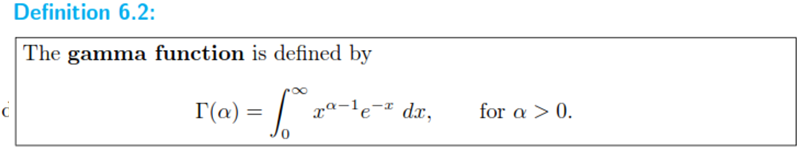 Definition 6.2:
The gamma function is defined by
Γ(α) = ∫₀^∞ x^{α−1}e^{−x} dx, for α > 0.